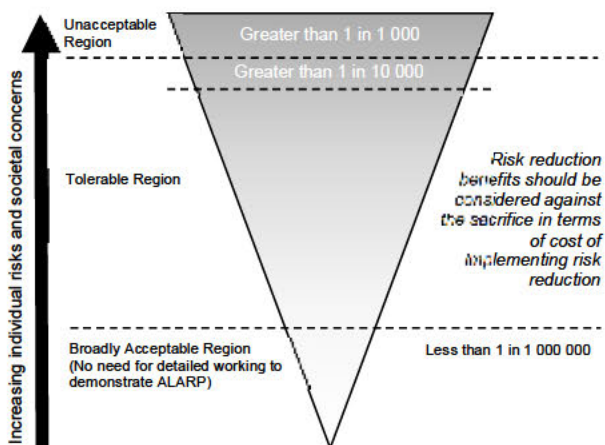 Increasing individual risks and societal concerns
Unacceptable
Region
Greater than 1 in 1 000
Greater than 1 in 10 000
Tolerable Region
Risk reduction
benefits should be
considered against
the sacrifice in terms
of cost of
implementing risk
reduction
Broadly Acceptable Region
(No need for detailed working to
demonstrate ALARP)
Less than 1 in 1 000 000